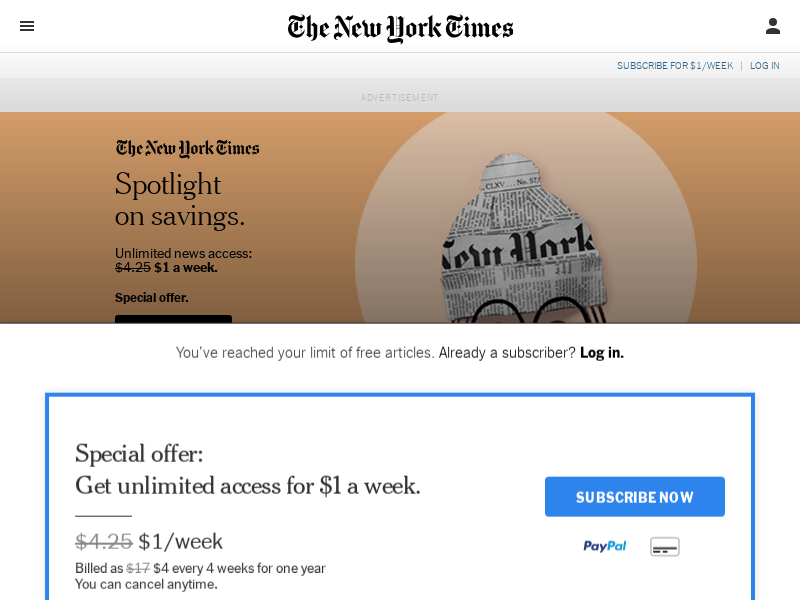 The New York Times
SUBSCRIBE FOR $1/WEEK | LOG IN
ADVERTISEMENT
The New York Times
Spotlight
on savings.
Unlimited news access:
$4.25 $1 a week.
Special offer.
CLXV . . . No. 57,
New York
You've reached your limit of free articles. Already a subscriber? Log in.
Special offer:
Get unlimited access for $1 a week.
SUBSCRIBE NOW
$4.25 $1/week
PayPal
Billed as $17 $4 every 4 weeks for one year
You can cancel anytime.